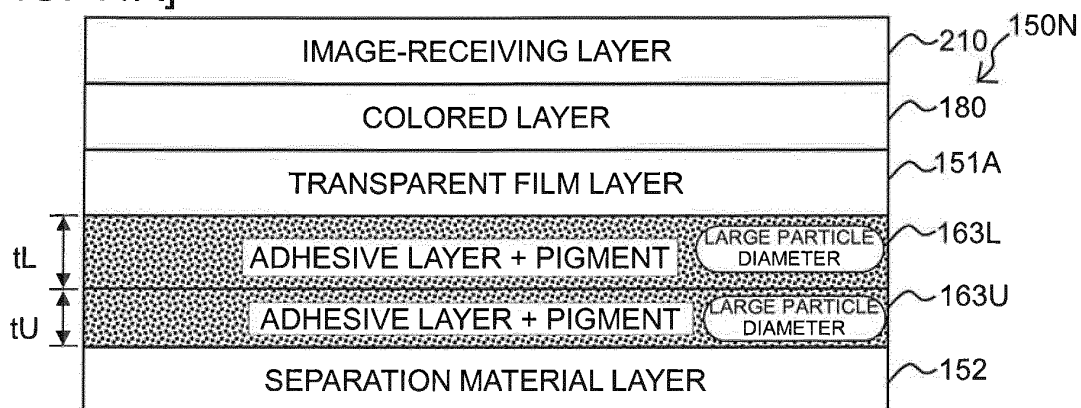 150N
IMAGE-RECEIVING LAYER 210
COLORED LAYER 180
TRANSPARENT FILM LAYER 151A
tL ADHESIVE LAYER + PIGMENT LARGE PARTICLE DIAMETER 163L
tU ADHESIVE LAYER + PIGMENT LARGE PARTICLE DIAMETER 163U
SEPARATION MATERIAL LAYER 152